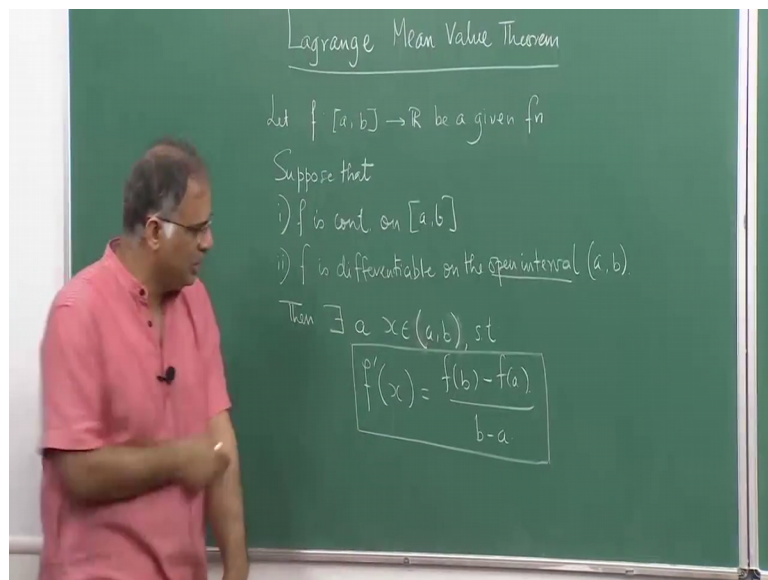 Lagrange Mean Value Theorem
Let f [a,b] → R be a given fn
Suppose that
i) f is cont. on [a,b]
ii) f is differentiable on the open interval (a,b).
Then ∃ a x∈(a,b), st
f'(x) = f(b) - f(a)
b-a